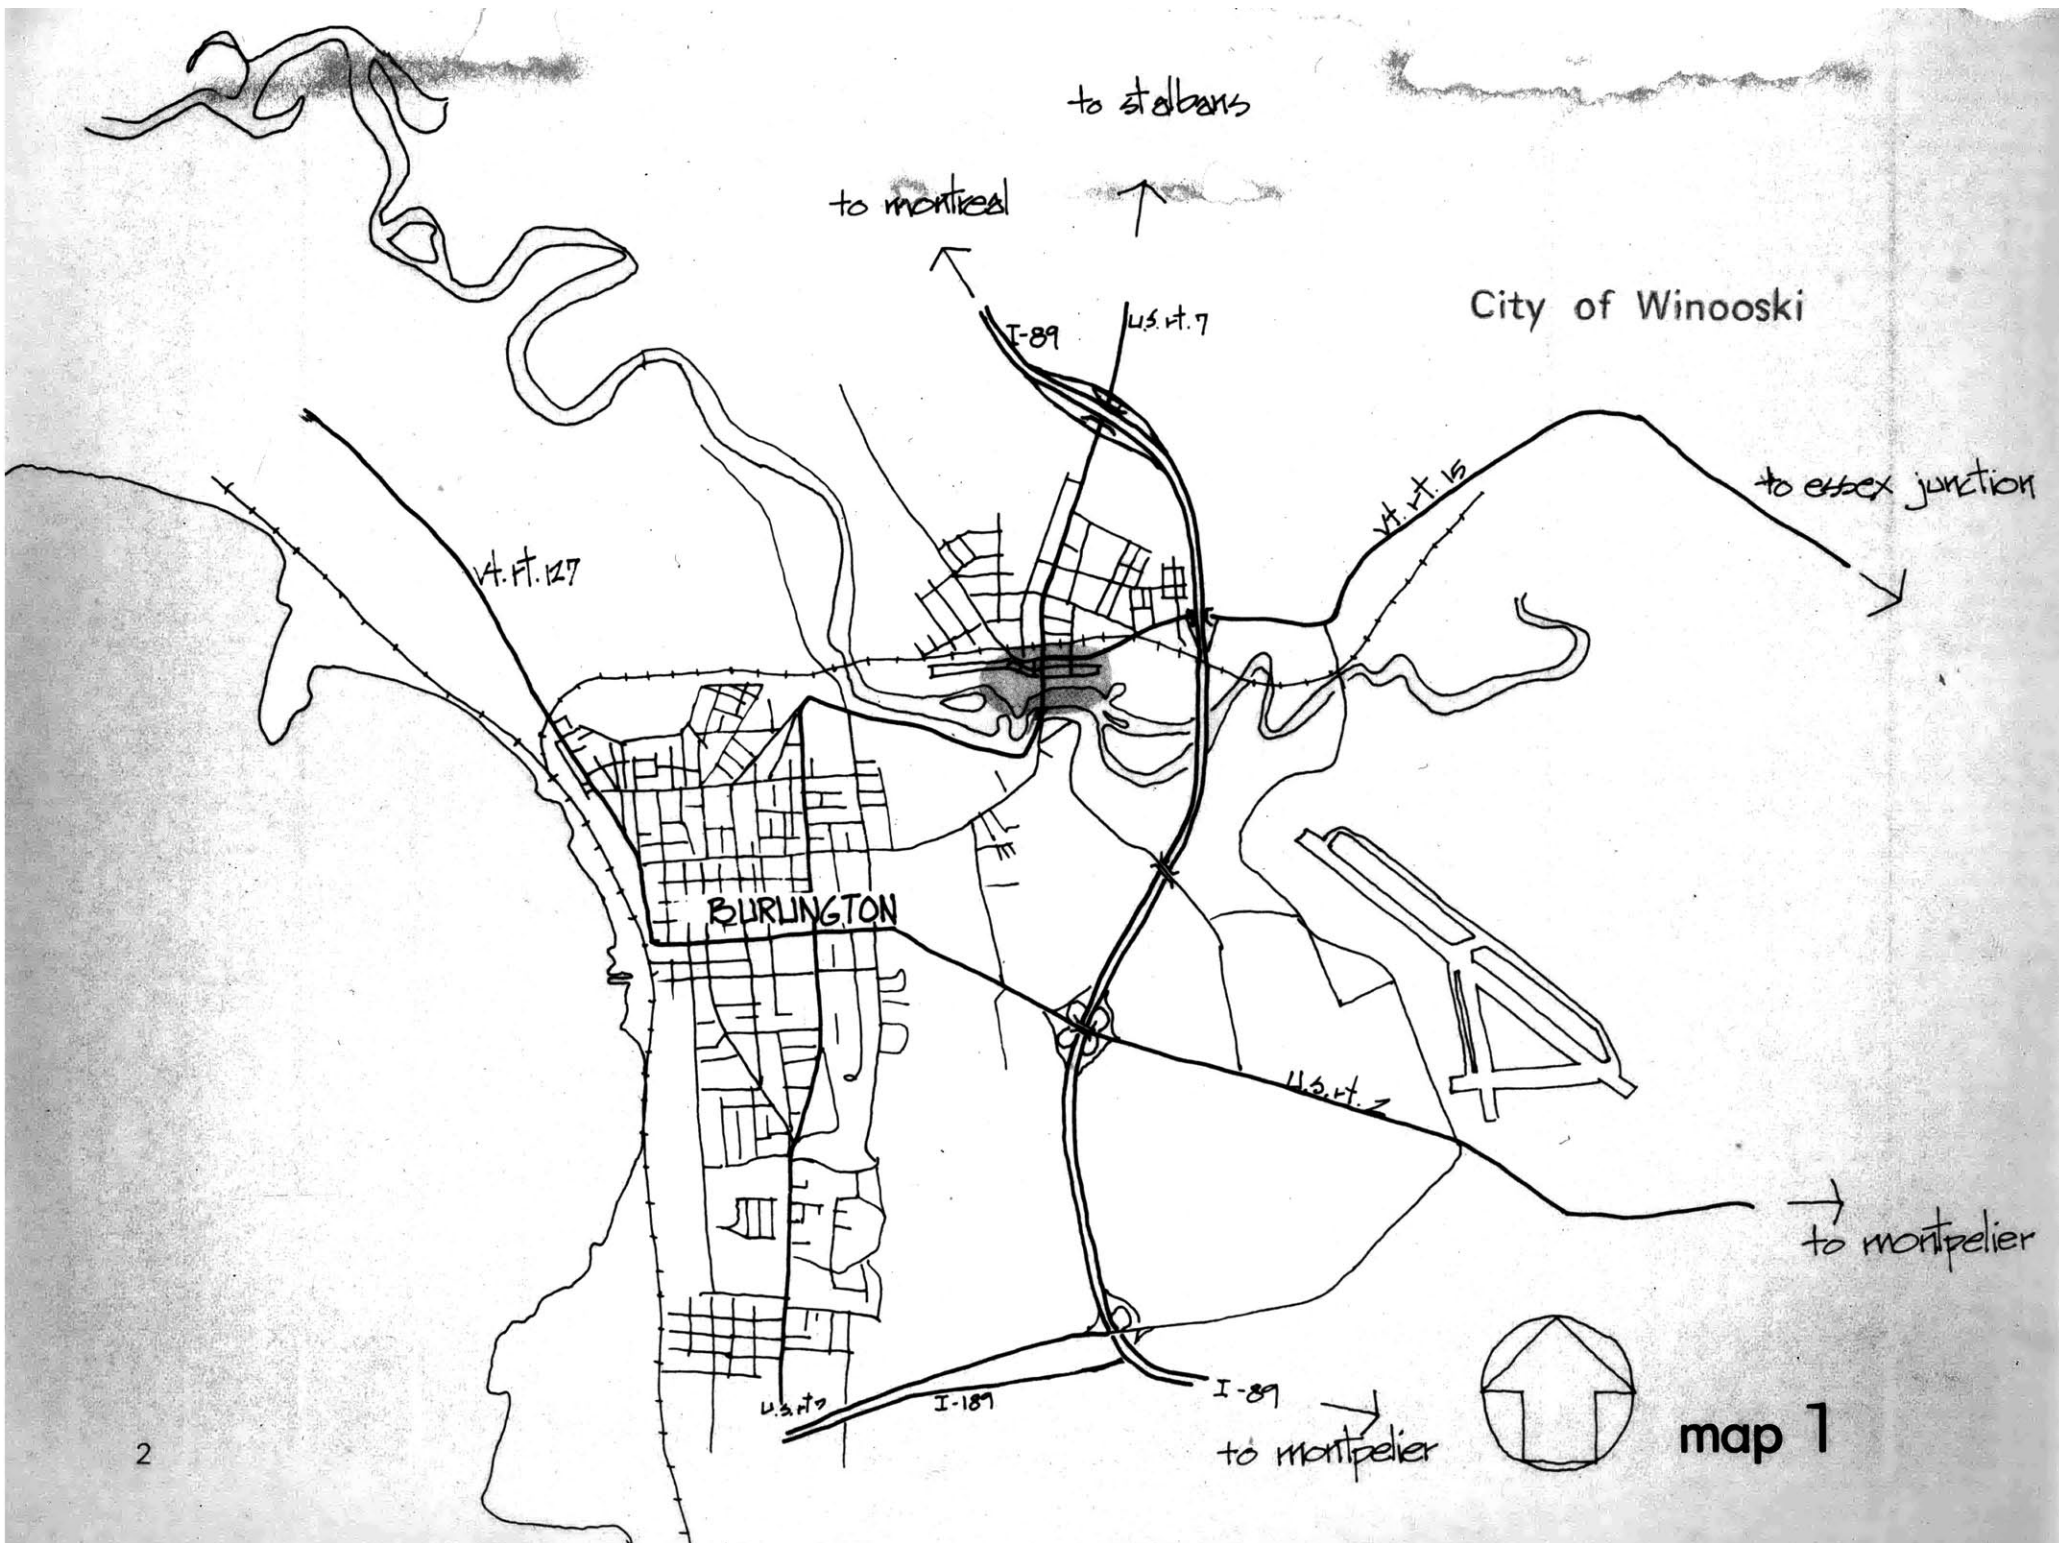 to st albans
to montreal
City of Winooski
I-89
u.s. rt. 7
vt. rt. 15
to essex junction
vt. rt. 127
BURLINGTON
u.s. rt. 2
to montpelier
u.s. rt 7
I-189
I-89
to montpelier
map 1
2